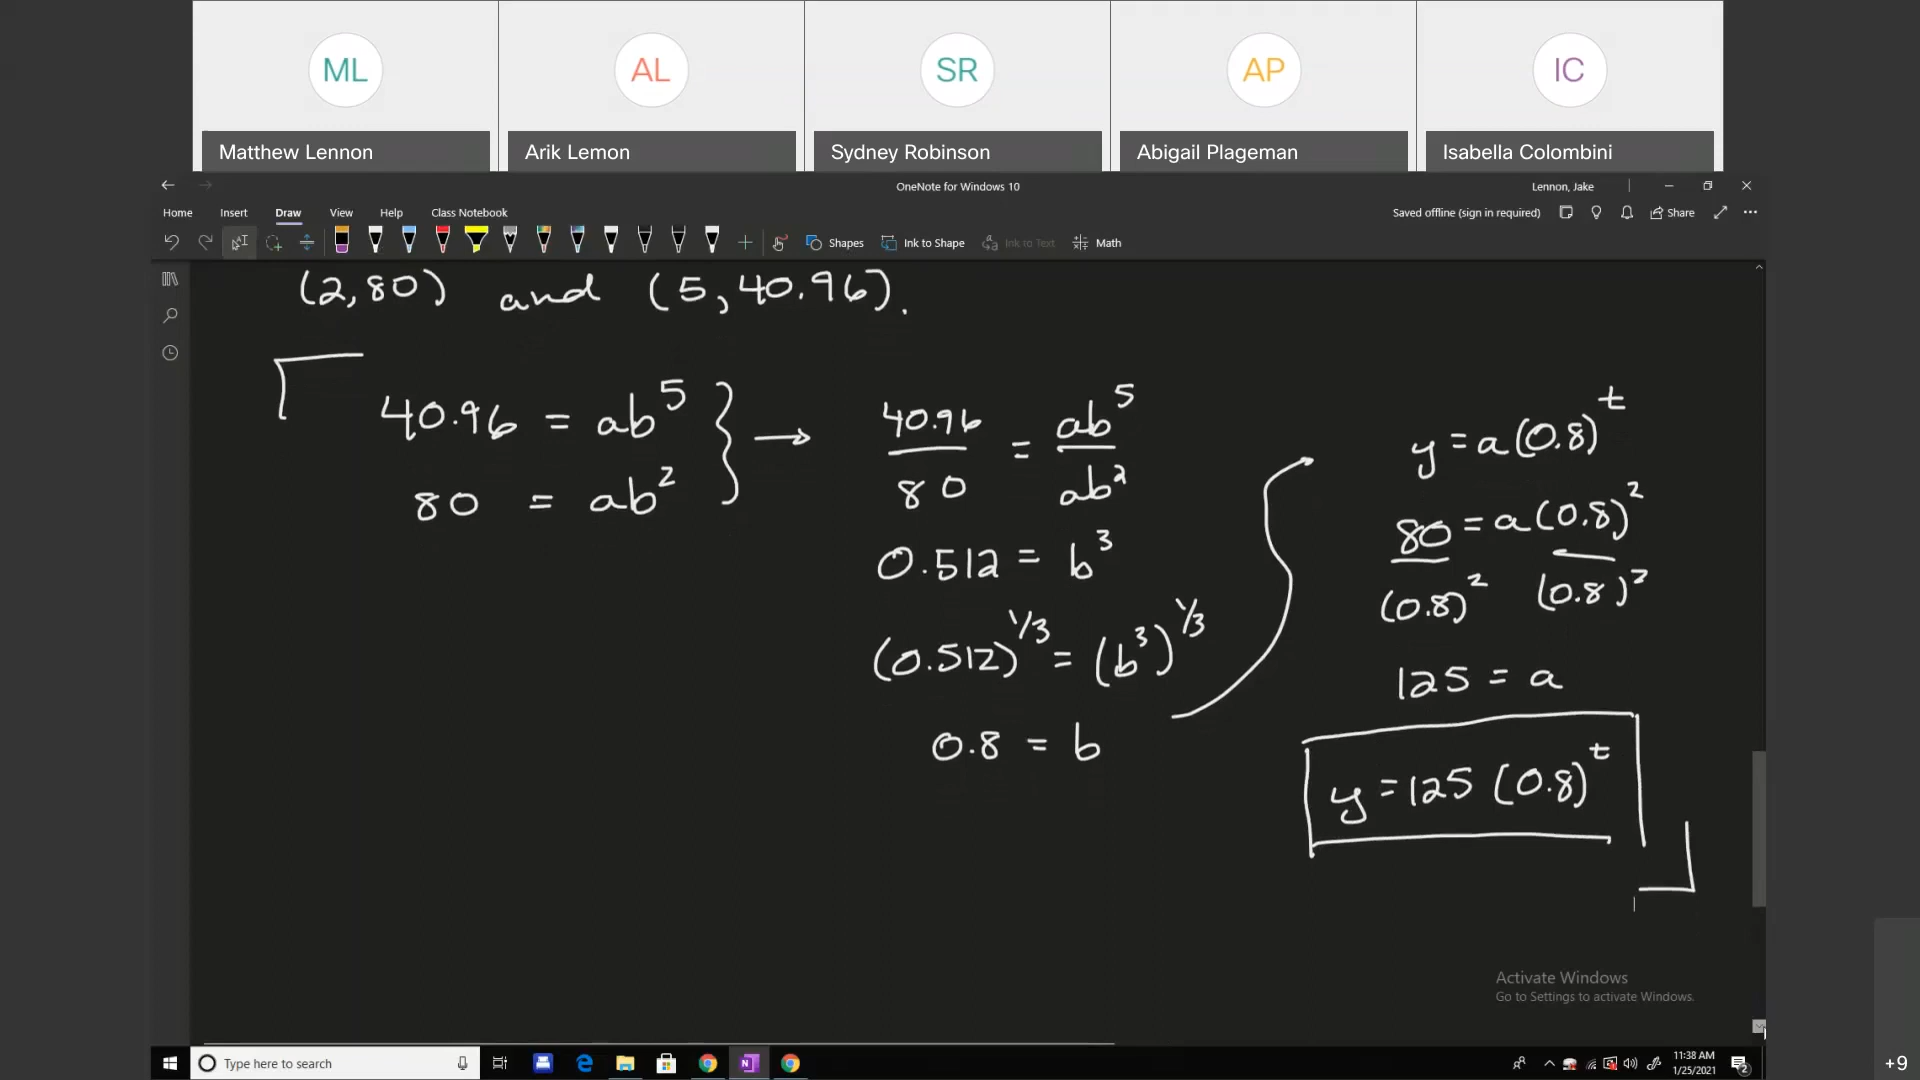 ML AL SR AP IC
Matthew Lennon Arik Lemon Sydney Robinson Abigail Plageman Isabella Colombini
OneNote for Windows 10 Lennon, Jake
Home Insert Draw View Help Class Notebook Saved offline (sign in required) Share
Shapes Ink to Shape Ink to Text Math
(2,80) and (5,40.96).
40.96 = ab^5
80 = ab^2
40.96/80 = ab^5/ab^2
0.512 = b^3
(0.512)^1/3 = (b^3)^1/3
0.8 = b
y = a(0.8)^t
80 = a(0.8)^2
(0.8)^2 (0.8)^2
125 = a
y = 125 (0.8)^t
Activate Windows
Go to Settings to activate Windows.
Type here to search
11:38 AM
1/25/2021
2
+9